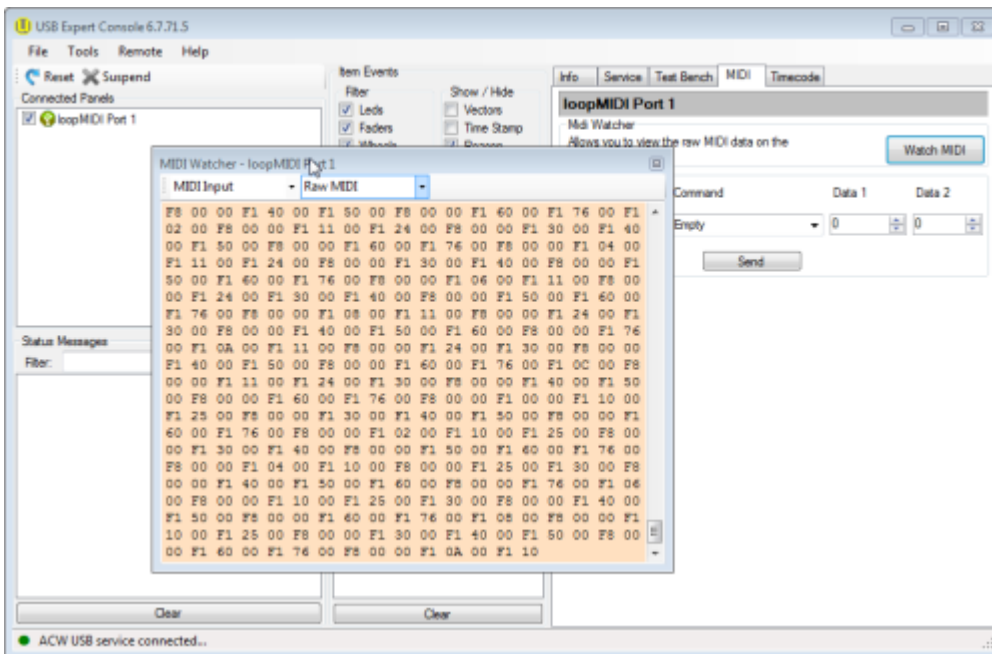 USB Expert Console 6.7.71.5
File Tools Remote Help
Reset Suspend
Connected Panels
loopMIDI Port 1
Item Events
Filter
Show / Hide
Leds
Vectors
Faders
Time Stamp
Wheels
Reason
Info Service Test Bench MIDI Timecode
loopMIDI Port 1
Midi Watcher
Allows you to view the raw MIDI data on the
Watch MIDI
Command Data 1 Data 2
Empty 0 0
Send
MIDI Watcher - loopMIDI Port 1
MIDI Input Raw MIDI
F8 00 00 F1 40 00 F1 50 00 F8 00 00 F1 60 00 F1 76 00 F1
02 00 F8 00 00 F1 11 00 F1 24 00 F8 00 00 F1 30 00 F1 40
00 F1 50 00 F8 00 00 F1 60 00 F1 76 00 F8 00 00 F1 04 00
F1 11 00 F1 24 00 F8 00 00 F1 30 00 F1 40 00 F8 00 00 F1
50 00 F1 60 00 F1 76 00 F8 00 00 F1 06 00 F1 11 00 F8 00
00 F1 24 00 F1 30 00 F1 40 00 F8 00 00 F1 50 00 F1 60 00
F1 76 00 F8 00 00 F1 08 00 F1 11 00 F8 00 00 F1 24 00 F1
30 00 F8 00 00 F1 40 00 F1 50 00 F1 60 00 F8 00 00 F1 76
00 F1 0A 00 F1 11 00 F8 00 00 F1 24 00 F1 30 00 F8 00 00
F1 40 00 F1 50 00 F8 00 00 F1 60 00 F1 76 00 F1 0C 00 F8
00 00 F1 11 00 F1 24 00 F1 30 00 F8 00 00 F1 40 00 F1 50
00 F8 00 00 F1 60 00 F1 76 00 F8 00 00 F1 00 00 F1 10 00
F1 25 00 F8 00 00 F1 30 00 F1 40 00 F1 50 00 F8 00 00 F1
60 00 F1 76 00 F8 00 00 F1 02 00 F1 10 00 F1 25 00 F8 00
00 F1 30 00 F1 40 00 F8 00 00 F1 50 00 F1 60 00 F1 76 00
F8 00 00 F1 04 00 F1 10 00 F8 00 00 F1 25 00 F1 30 00 F8
00 00 F1 40 00 F1 50 00 F1 60 00 F8 00 00 F1 76 00 F1 06
00 F8 00 00 F1 10 00 F1 25 00 F1 30 00 F8 00 00 F1 40 00
F1 50 00 F8 00 00 F1 60 00 F1 76 00 F1 08 00 F8 00 00 F1
10 00 F1 25 00 F8 00 00 F1 30 00 F1 40 00 F1 50 00 F8 00
00 F1 60 00 F1 76 00 F8 00 00 F1 0A 00 F1 10
Status Messages
Filter:
Clear
Clear
ACW USB service connected...